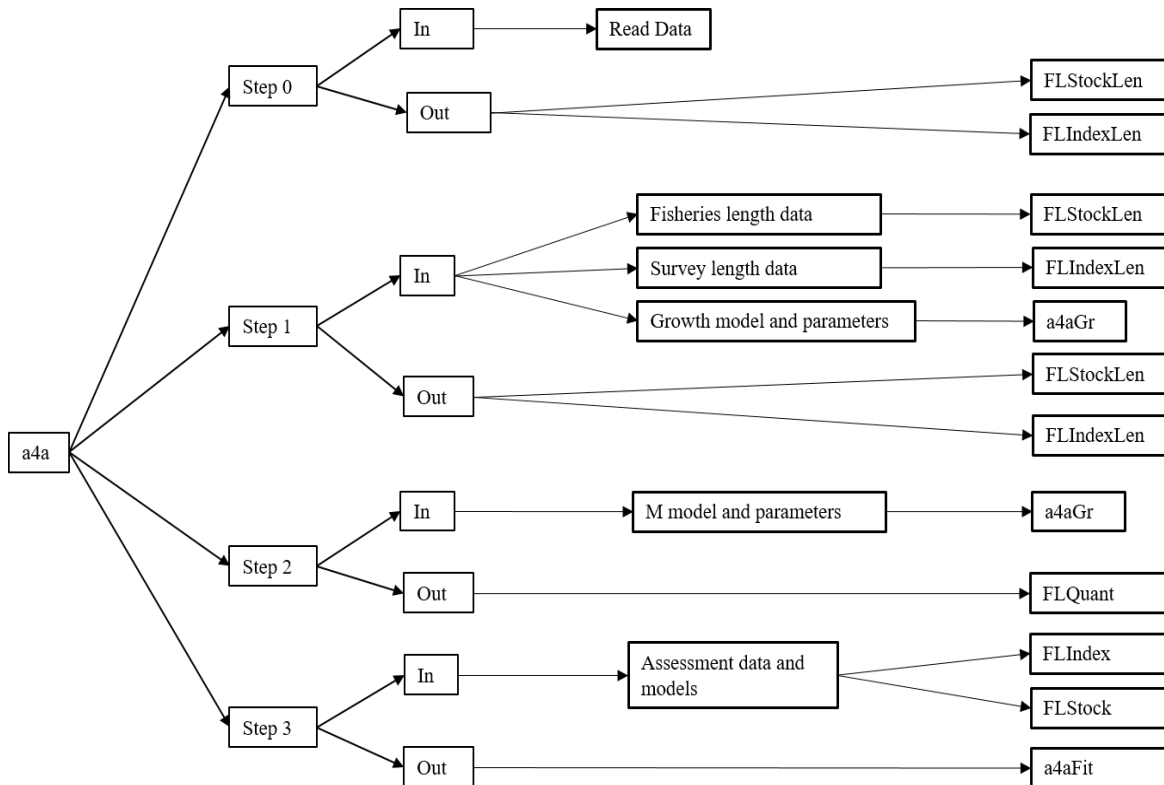 In
Read Data
Step 0
FLStockLen
Out
FLIndexLen
Fisheries length data
FLStockLen
In
Survey length data
FLIndexLen
Step 1
Growth model and parameters
a4aGr
FLStockLen
Out
FLIndexLen
a4a
In
M model and parameters
a4aGr
Step 2
Out
FLQuant
In
Assessment data and
models
FLIndex
FLStock
Step 3
Out
a4aFit